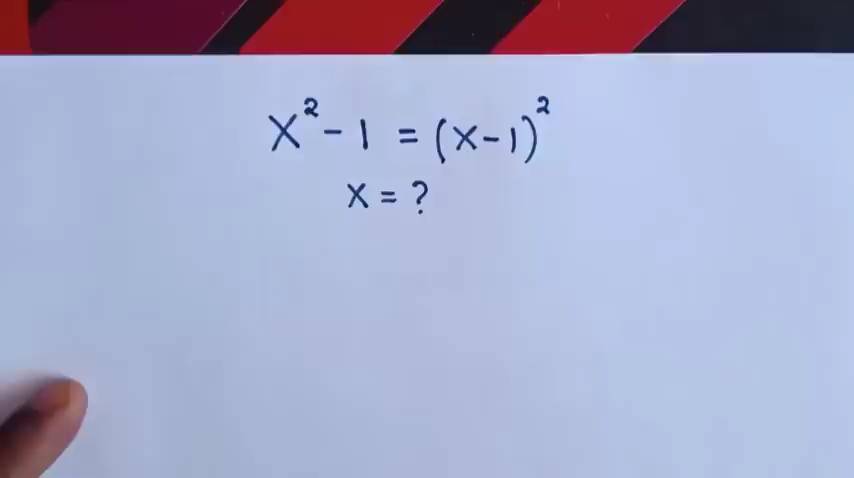 x² - 1 = (x-1)²
x = ?